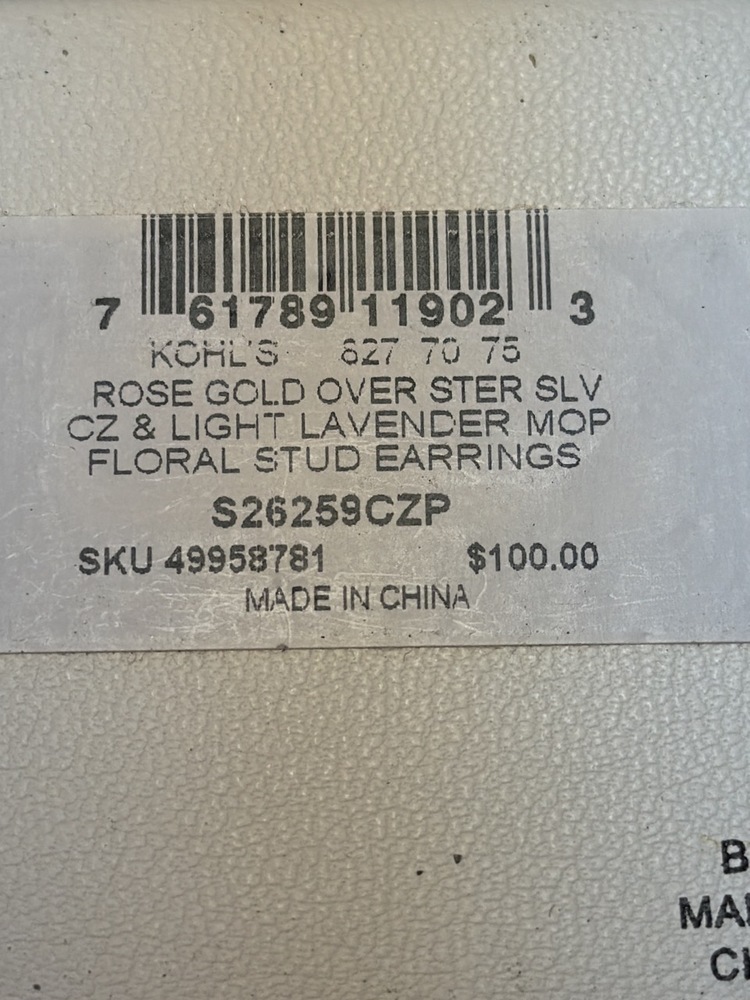 7 61789 11902 3
KOHL'S 627 70 75
ROSE GOLD OVER STER SLV
CZ & LIGHT LAVENDER MOP
FLORAL STUD EARRINGS
S26259CZP
SKU 49958781 $100.00
MADE IN CHINA